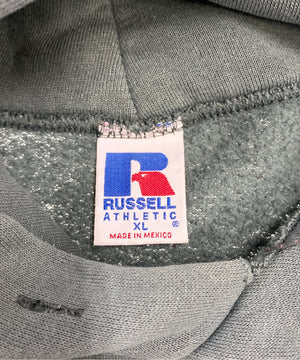 R
RUSSELL
ATHLETIC
XL ®
MADE IN MEXICO